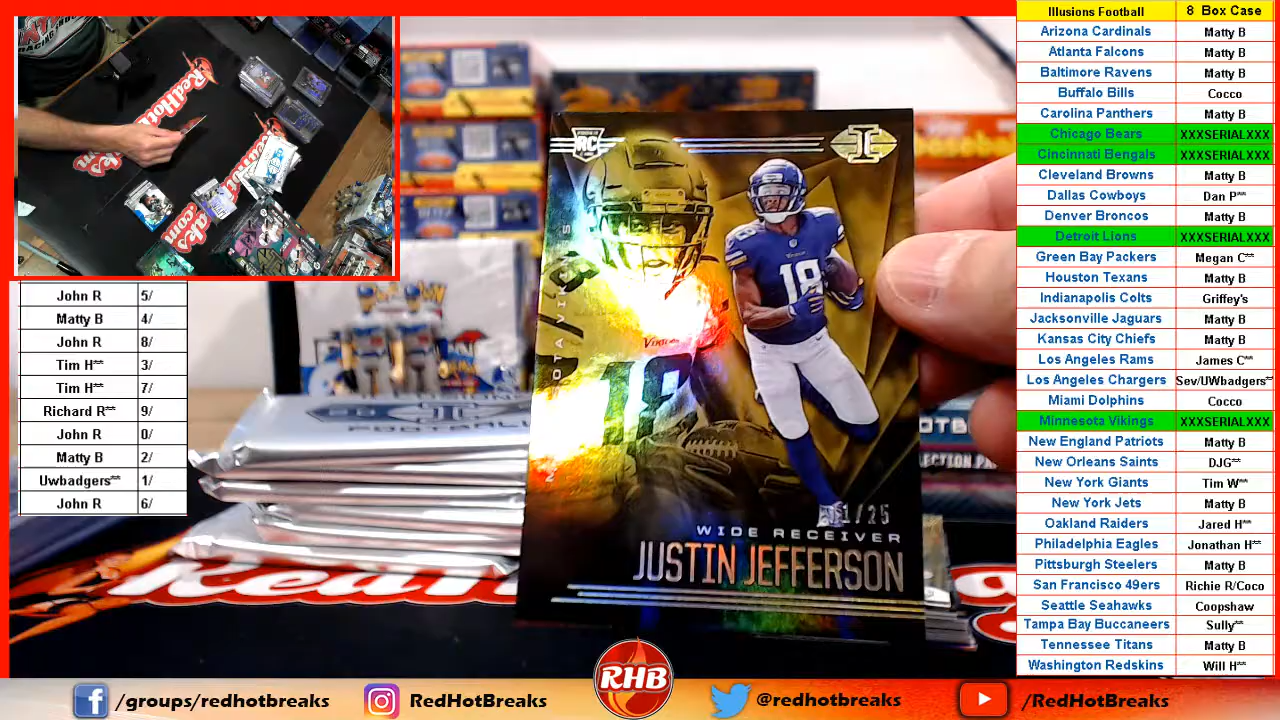 Illusions Football 8 Box Case
Arizona Cardinals Matty B
Atlanta Falcons Matty B
Baltimore Ravens Matty B
Buffalo Bills Cocco
Carolina Panthers Matty B
Chicago Bears XXXSERIALXXX
Cincinnati Bengals XXXSERIALXXX
Cleveland Browns Matty B
Dallas Cowboys Dan P**
Denver Broncos Matty B
Detroit Lions XXXSERIALXXX
Green Bay Packers Megan C**
Houston Texans Matty B
Indianapolis Colts Griffey's
Jacksonville Jaguars Matty B
Kansas City Chiefs Matty B
Los Angeles Rams James C**
Los Angeles Chargers Sev/UWbadgers**
Miami Dolphins Cocco
Minnesota Vikings XXXSERIALXXX
New England Patriots Matty B
New Orleans Saints DJG**
New York Giants Tim W**
New York Jets Matty B
Oakland Raiders Jared H**
Philadelphia Eagles Jonathan H**
Pittsburgh Steelers Matty B
San Francisco 49ers Richie R/Coco
Seattle Seahawks Coopshaw
Tampa Bay Buccaneers Sully**
Tennessee Titans Matty B
Washington Redskins Will H**
John R 5/
Matty B 4/
John R 8/
Tim H** 3/
Tim H** 7/
Richard R** 9/
John R 0/
Matty B 2/
Uwbadgers** 1/
John R 6/
RC
18
18
WIDE RECEIVER
JUSTIN JEFFERSON
FOOTBALL
RHB
/groups/redhotbreaks
RedHotBreaks
@redhotbreaks
/RedHotBreaks